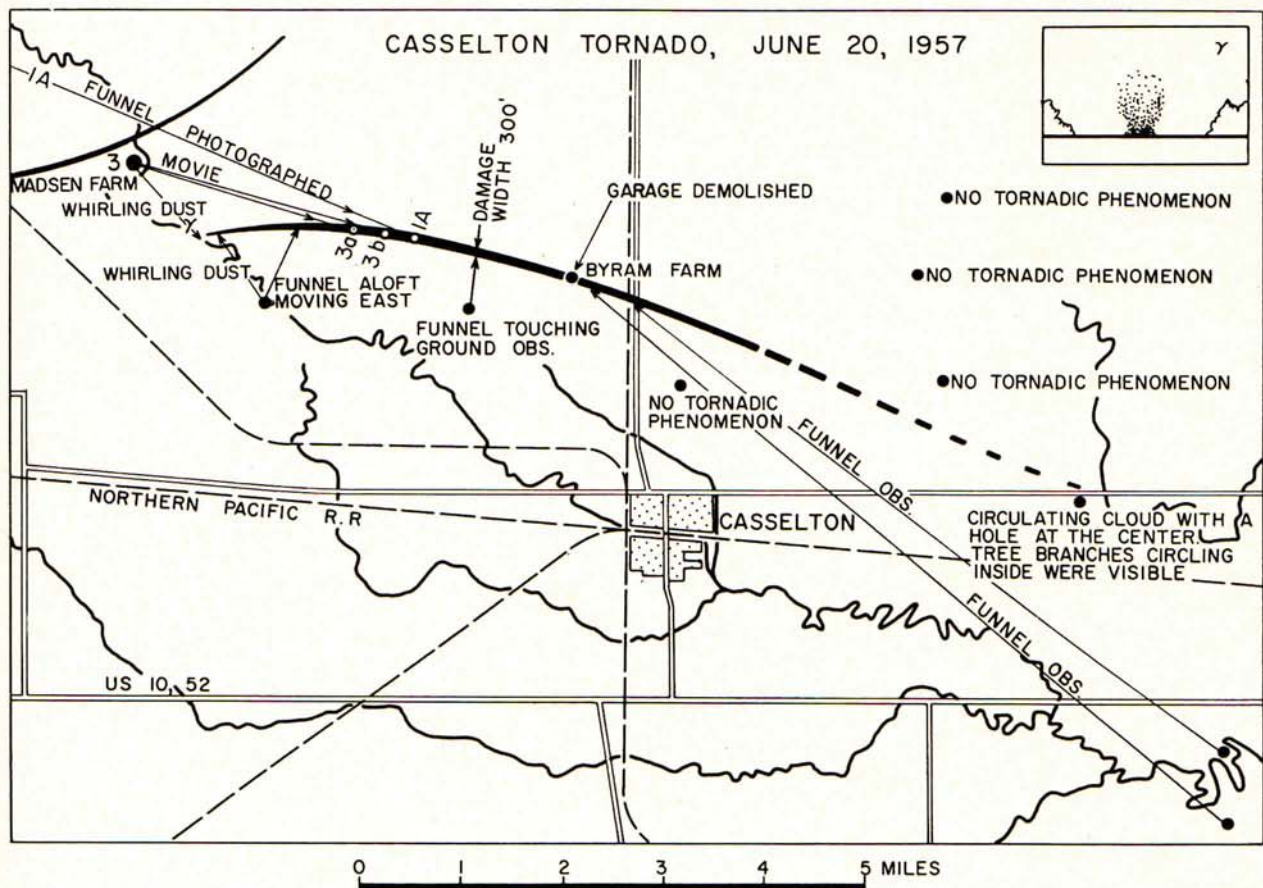 CASSELTON TORNADO, JUNE 20, 1957
γ
1A
FUNNEL PHOTOGRAPHED
3
MOVIE
MADSEN FARM
WHIRLING DUST
γ
WHIRLING DUST
3a
3b
1A
DAMAGE
WIDTH 300'
GARAGE DEMOLISHED
BYRAM FARM
FUNNEL ALOFT
MOVING EAST
FUNNEL TOUCHING
GROUND OBS.
NO TORNADIC PHENOMENON
NO TORNADIC PHENOMENON
NO TORNADIC PHENOMENON
NO TORNADIC
PHENOMENON
FUNNEL OBS.
FUNNEL OBS.
NORTHERN PACIFIC R.R
CASSELTON
CIRCULATING CLOUD WITH A
HOLE AT THE CENTER.
TREE BRANCHES CIRCLING
INSIDE WERE VISIBLE
US 10, 52
0 1 2 3 4 5 MILES